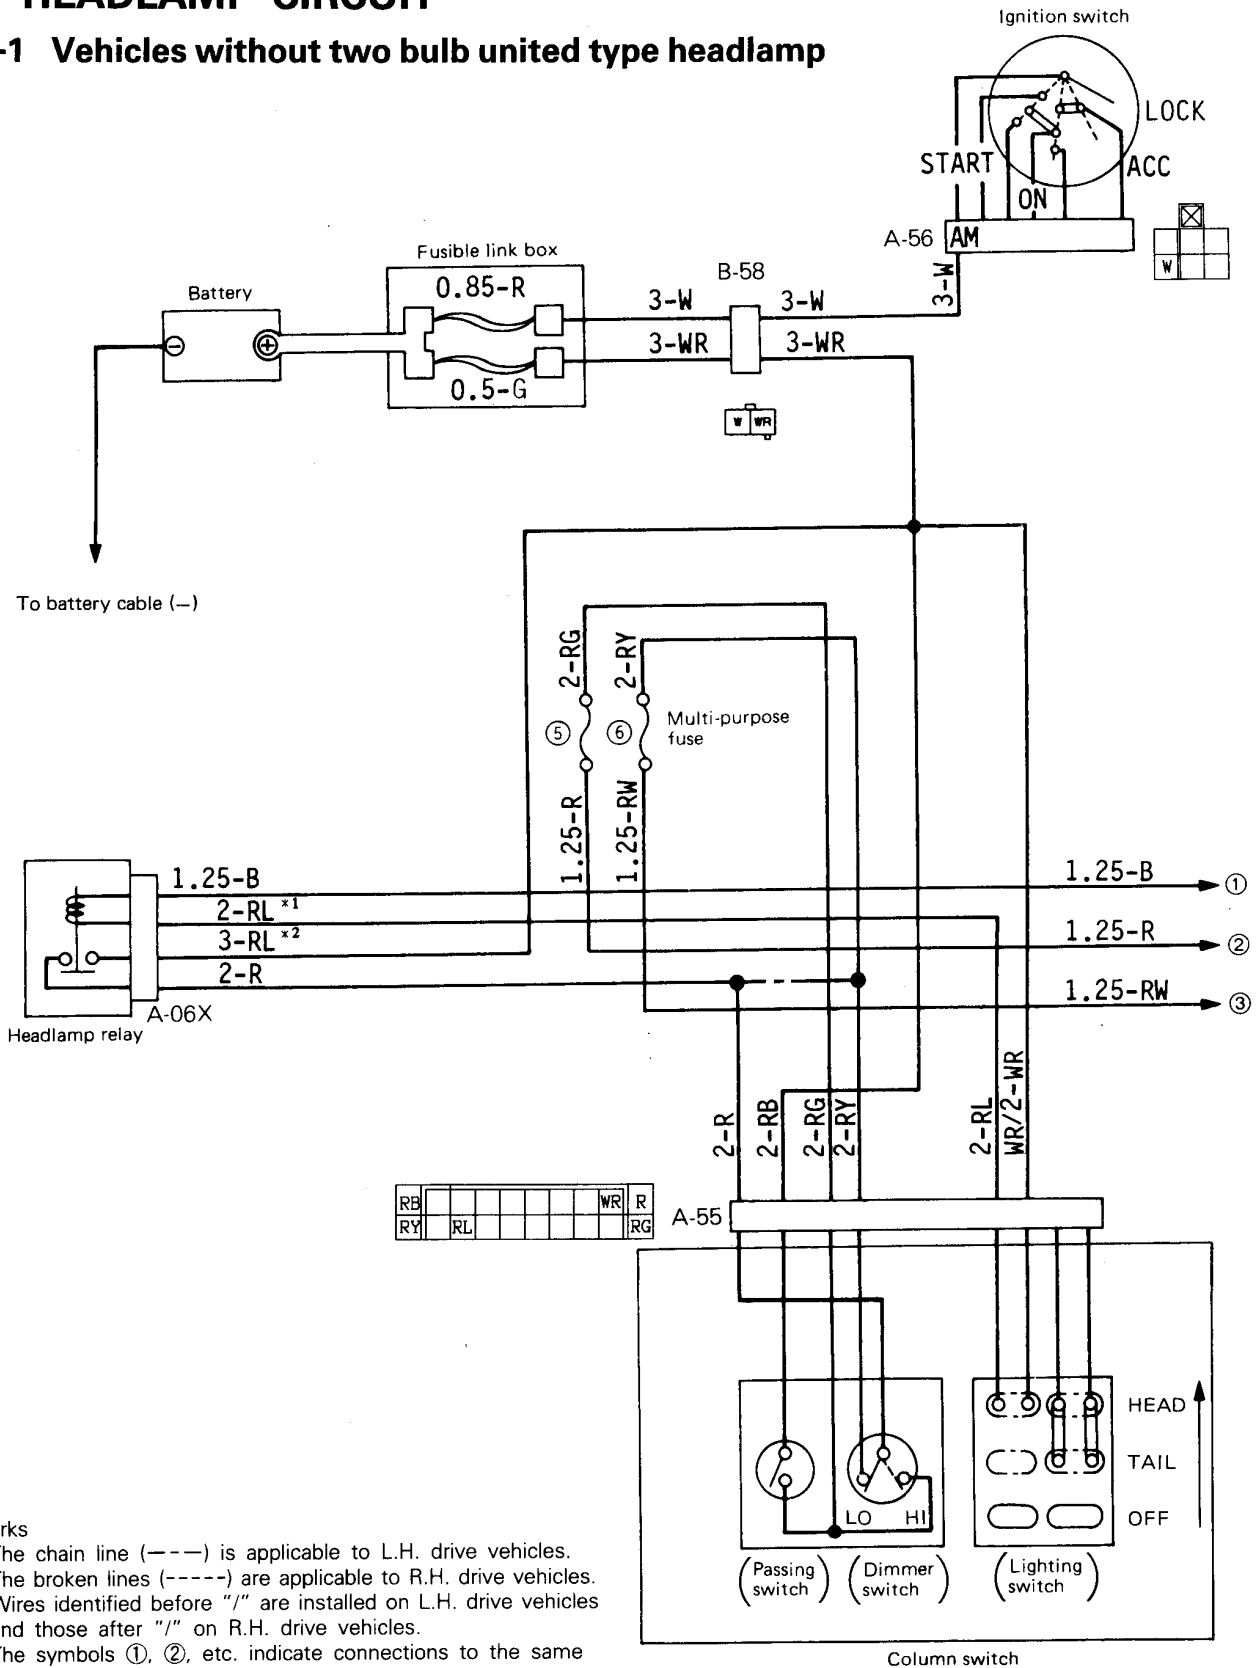 HEADLAMP CIRCUIT
-1 Vehicles without two bulb united type headlamp
Ignition switch
LOCK
START
ACC
ON
A-56 AM
W
3-W
Fusible link box
B-58
Battery
0.85-R
3-W 3-W
3-WR 3-WR
0.5-G
W WR
To battery cable (−)
2-RG
2-RY
⑤
⑥
Multi-purpose
fuse
1.25-R
1.25-RW
1.25-B
1.25-B ①
2-RL *1
3-RL *2
1.25-R ②
2-R
1.25-RW ③
A-06X
Headlamp relay
2-R
2-RB
2-RG
2-RY
2-RL
WR/2-WR
RB WR R
RY RL RG
A-55
HEAD
TAIL
OFF
LO HI
(Passing
switch)
(Dimmer
switch)
(Lighting
switch)
Column switch
rks
he chain line (—-—) is applicable to L.H. drive vehicles.
he broken lines (-----) are applicable to R.H. drive vehicles.
Wires identified before "/" are installed on L.H. drive vehicles
nd those after "/" on R.H. drive vehicles.
he symbols ①, ②, etc. indicate connections to the same